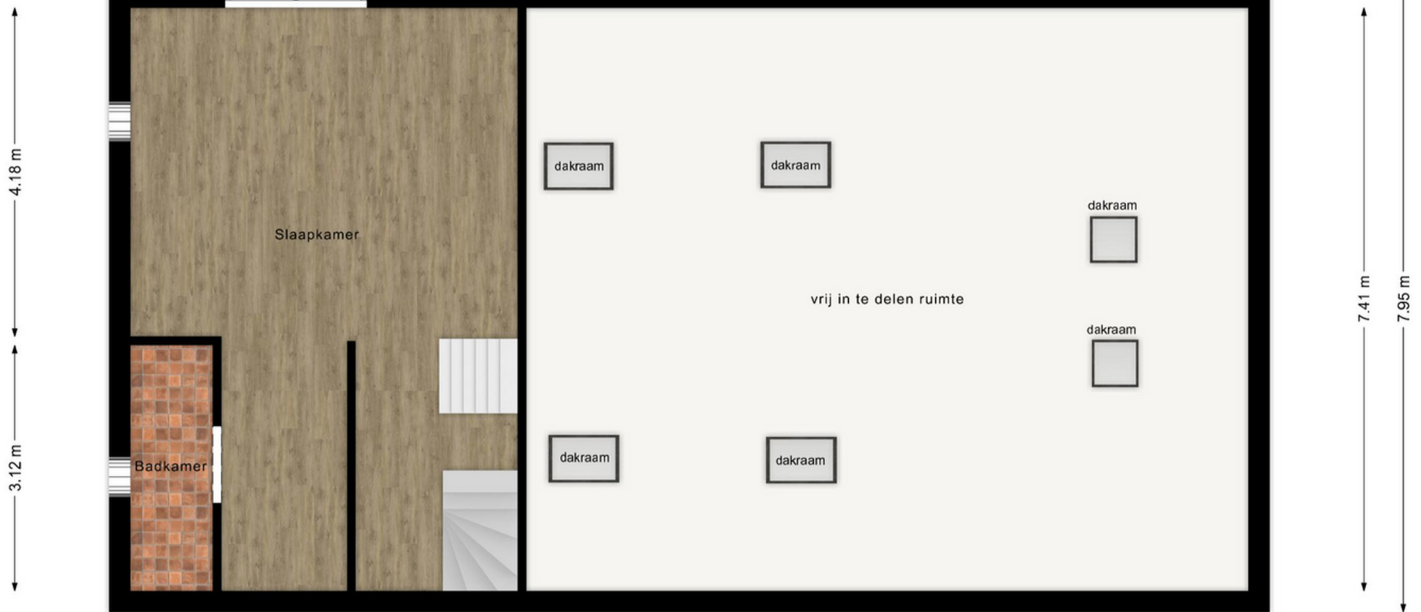 4.18 m
3.12 m
Slaapkamer
Badkamer
dakraam
dakraam
dakraam
vrij in te delen ruimte
dakraam
dakraam
dakraam
7.41 m
7.95 m